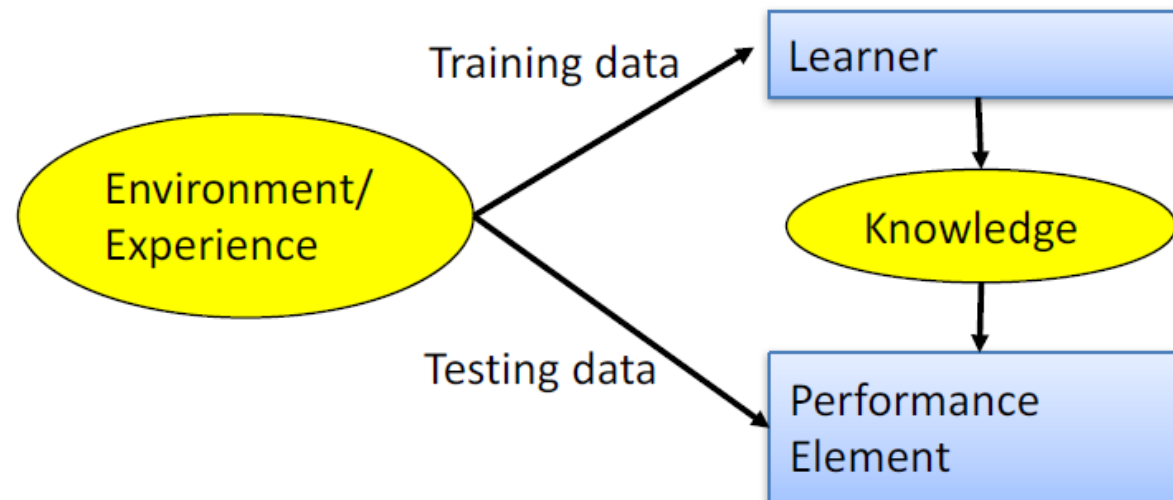 Training data
Learner
Environment/
Experience
Knowledge
Testing data
Performance
Element